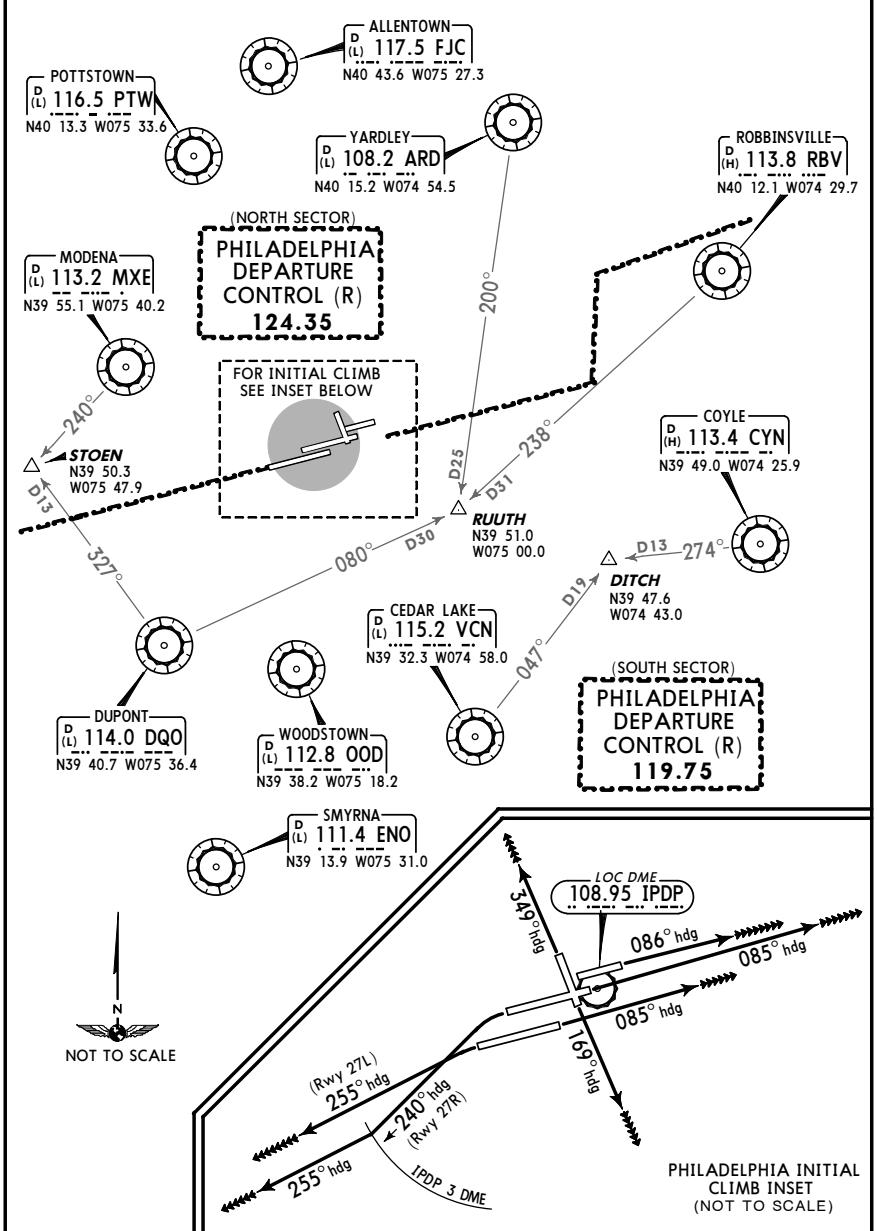 ALLENTOWN
D
(L) 117.5 FJC
N40 43.6 W075 27.3
POTTSTOWN
D
(L) 116.5 PTW
N40 13.3 W075 33.6
YARDLEY
D
(L) 108.2 ARD
N40 15.2 W074 54.5
ROBBINSVILLE
D
(H) 113.8 RBV
N40 12.1 W074 29.7
(NORTH SECTOR)
PHILADELPHIA
DEPARTURE
CONTROL (R)
124.35
MODENA
D
(L) 113.2 MXE
N39 55.1 W075 40.2
200°
FOR INITIAL CLIMB
SEE INSET BELOW
240°
STOEN
N39 50.3
W075 47.9
D13
327°
238°
D25
D31
RUUTH
N39 51.0
W075 00.0
080°
D30
COYLE
D
(H) 113.4 CYN
N39 49.0 W074 25.9
D13
274°
DITCH
N39 47.6
W074 43.0
D19
047°
CEDAR LAKE
D
(L) 115.2 VCN
N39 32.3 W074 58.0
DUPONT
D
(L) 114.0 DQO
N39 40.7 W075 36.4
WOODSTOWN
D
(L) 112.8 OOD
N39 38.2 W075 18.2
(SOUTH SECTOR)
PHILADELPHIA
DEPARTURE
CONTROL (R)
119.75
SMYRNA
D
(L) 111.4 ENO
N39 13.9 W075 31.0
N
NOT TO SCALE
LOC DME
108.95 IPDP
349° hdg
086° hdg
085° hdg
085° hdg
169° hdg
(Rwy 27L)
255° hdg
240° hdg
(Rwy 27R)
255° hdg
IPDP 3 DME
PHILADELPHIA INITIAL
CLIMB INSET
(NOT TO SCALE)